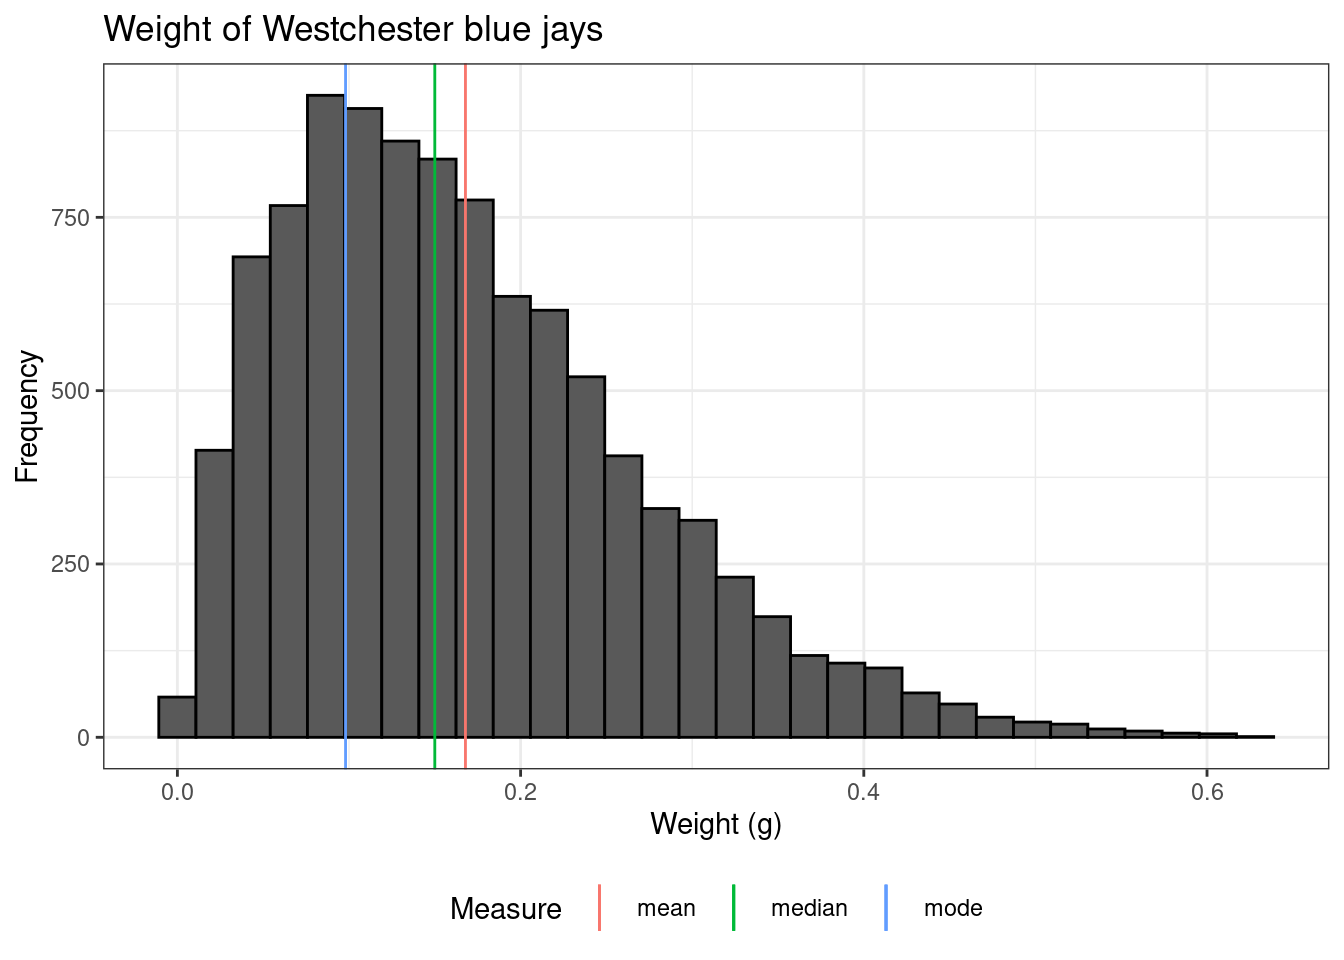 Weight of Westchester blue jays
Frequency
750
500
250
0
0.0 0.2 0.4 0.6
Weight (g)
Measure mean median mode